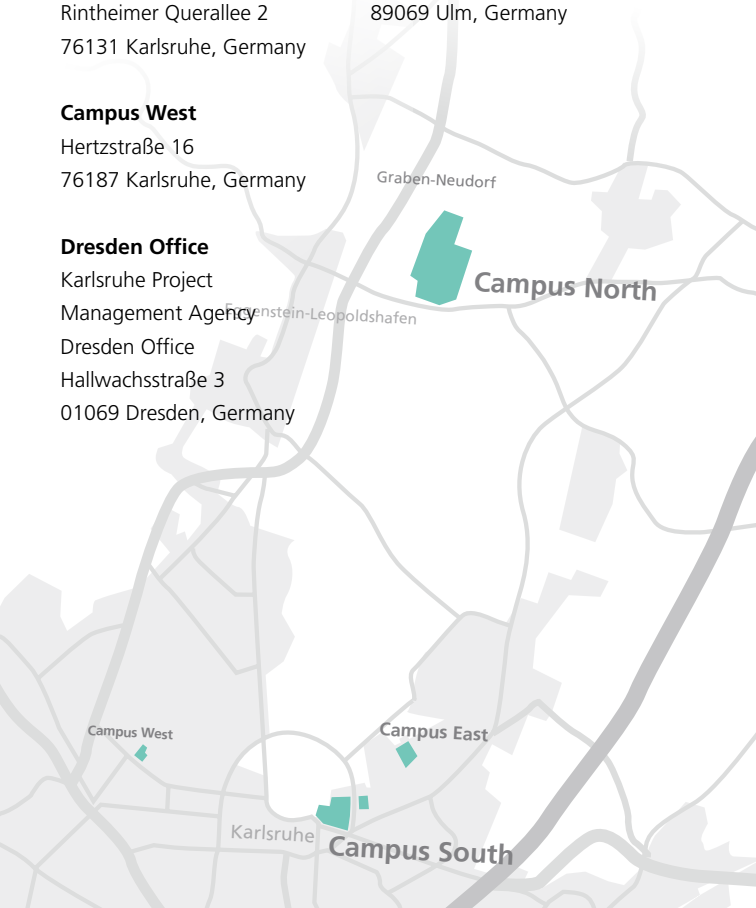 Rintheimer Querallee 2
76131 Karlsruhe, Germany
89069 Ulm, Germany
Campus West
Hertzstraße 16
76187 Karlsruhe, Germany
Dresden Office
Karlsruhe Project
Management Agency
Dresden Office
Hallwachsstraße 3
01069 Dresden, Germany
Graben-Neudorf
Campus North
Eggenstein-Leopoldshafen
Campus West
Campus East
Karlsruhe
Campus South